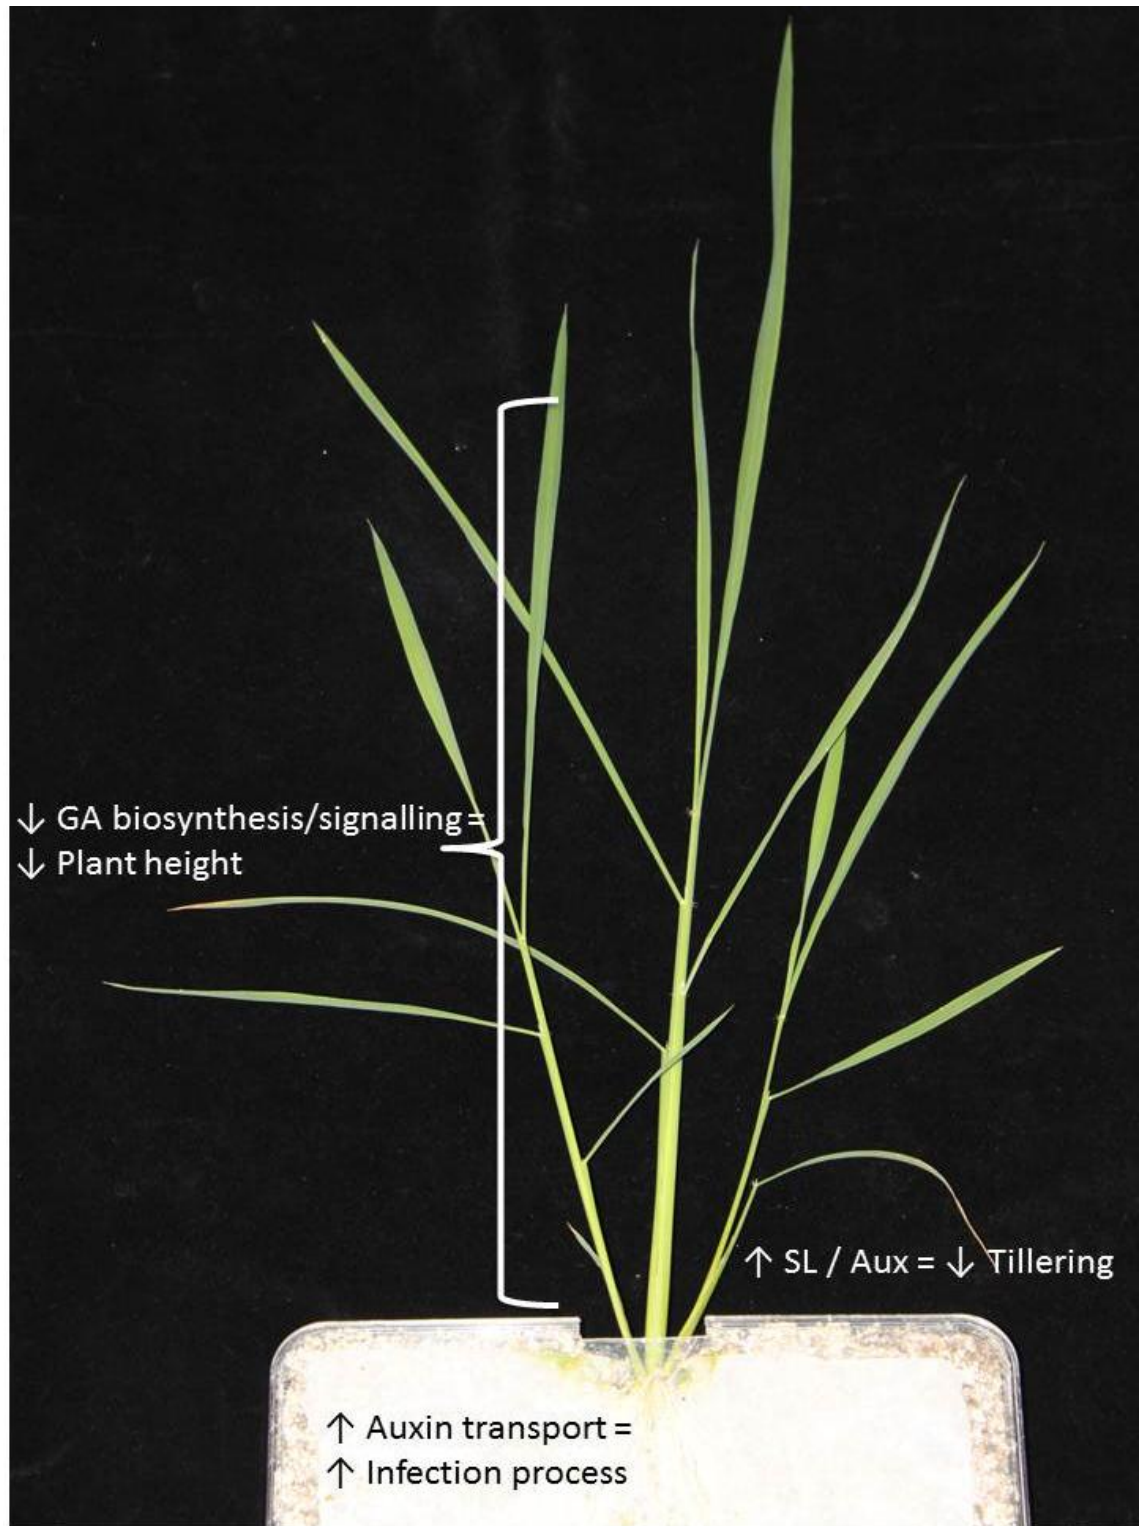 ↓ GA biosynthesis/signalling =
↓ Plant height
↑ SL / Aux = ↓ Tillering
↑ Auxin transport =
↑ Infection process